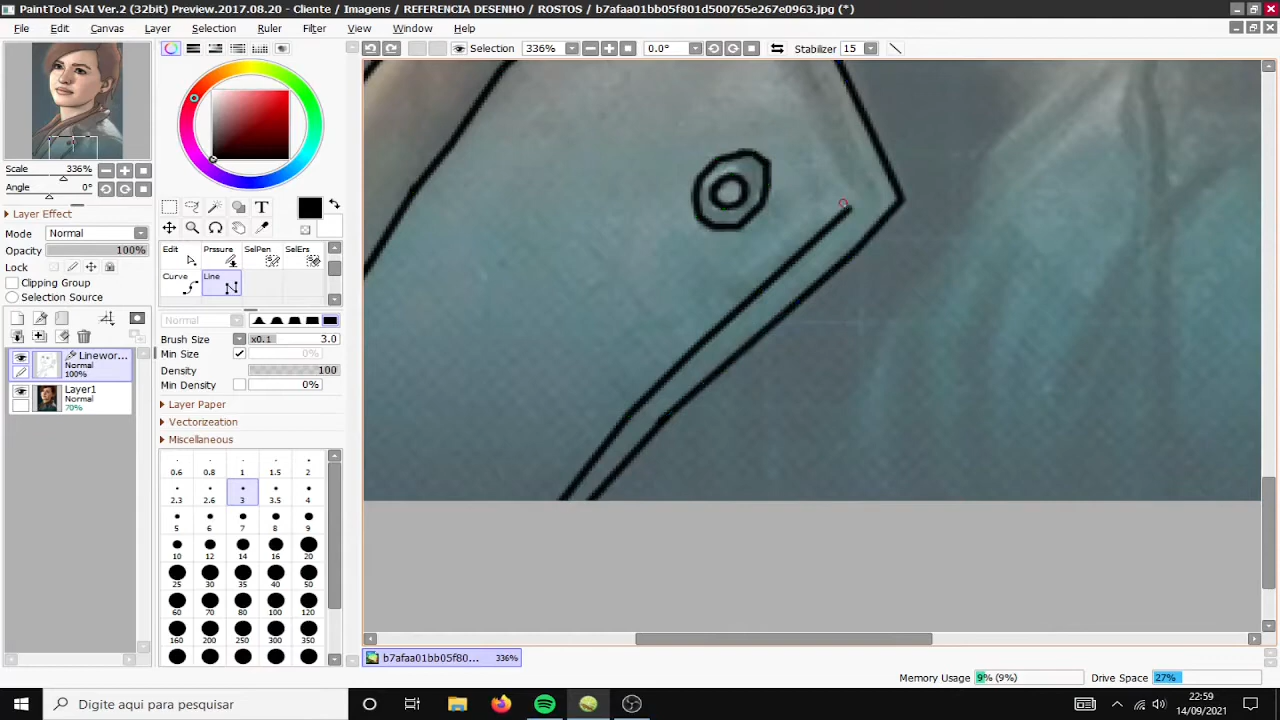 PaintTool SAI Ver.2 (32bit) Preview.2017.08.20 - Cliente / Imagens / REFERENCIA DESENHO / ROSTOS / b7afaa01bb05f801d500765e267e0963.jpg (*)
File Edit Canvas Layer Selection Ruler Filter View Window Help
Selection 336% 0.0° Stabilizer 15
Scale 336%
Angle 0°
Layer Effect
Mode Normal
Opacity 100%
Lock
Clipping Group
Selection Source
Linewor...
Normal
100%
Layer1
Normal
70%
T
Edit Prssure SelPen SelErs
Curve Line
Normal
Brush Size x0.1 3.0
Min Size 0%
Density 100
Min Density 0%
Layer Paper
Vectorization
Miscellaneous
0.6 0.8 1 1.5 2
2.3 2.6 3 3.5 4
5 6 7 8 9
10 12 14 16 20
25 30 35 40 50
60 70 80 100 120
160 200 250 300 350
b7afaa01bb05f80... 336%
Memory Usage 9% (9%) Drive Space 27%
Digite aqui para pesquisar
22:59
14/09/2021